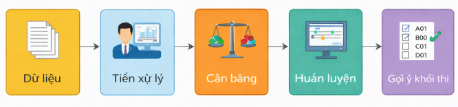 Dữ liệu
Tiền xử lý
Cân bằng
Huấn luyện
A01
B00
C01
D01
Gợi ý khối thi